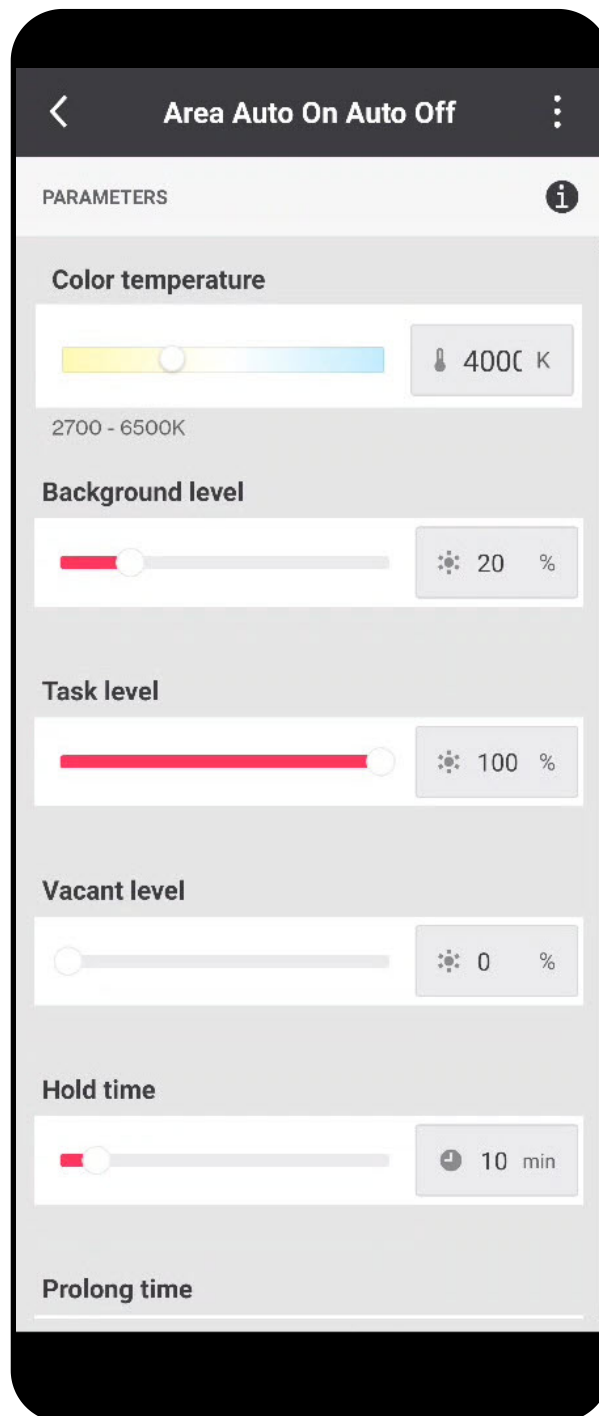 Area Auto On Auto Off
PARAMETERS
Color temperature
4000 K
2700 - 6500K
Background level
20 %
Task level
100 %
Vacant level
0 %
Hold time
10 min
Prolong time